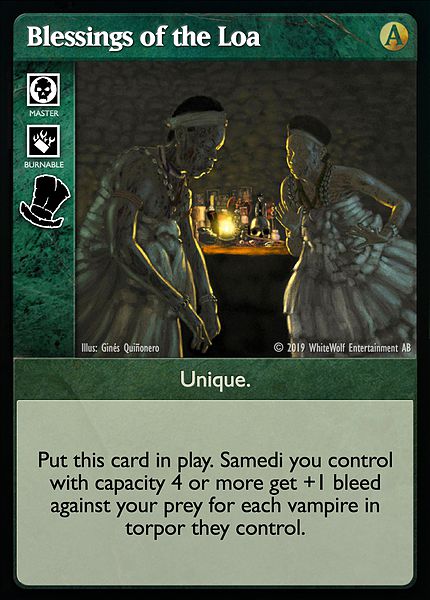 Blessings of the Loa
A
MASTER
BURNABLE
Illus: Ginés Quiñonero
© 2019 WhiteWolf Entertainment AB
Unique.
Put this card in play. Samedi you control
with capacity 4 or more get +1 bleed
against your prey for each vampire in
torpor they control.